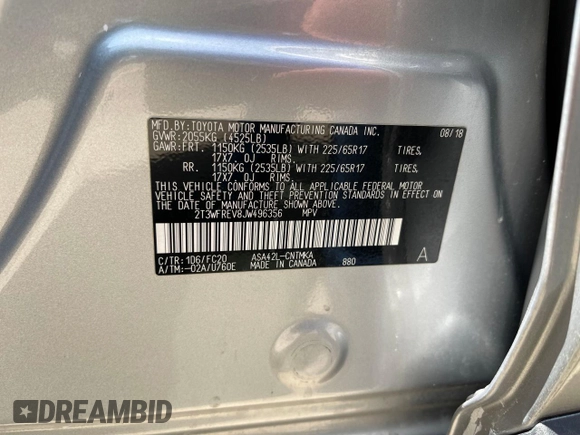 MFD.BY:TOYOTA MOTOR MANUFACTURING CANADA INC. 08/18
GVWR:2055KG (4525LB)
GAWR:FRT. 1150KG (2535LB) WITH 225/65R17 TIRES,
17X7.0J RIMS.
RR. 1150KG (2535LB) WITH 225/65R17 TIRES,
17X7.0J RIMS.
THIS VEHICLE CONFORMS TO ALL APPLICABLE FEDERAL MOTOR
VEHICLE SAFETY AND THEFT PREVENTION STANDARDS IN EFFECT ON
THE DATE OF MANUFACTURE SHOWN ABOVE.
2T3WFREV8JW496356 MPV
C/TR:1D6/FC20 ASA42L-CNTMKA A
A/TM:-02A/U760E MADE IN CANADA 880
DREAMBID